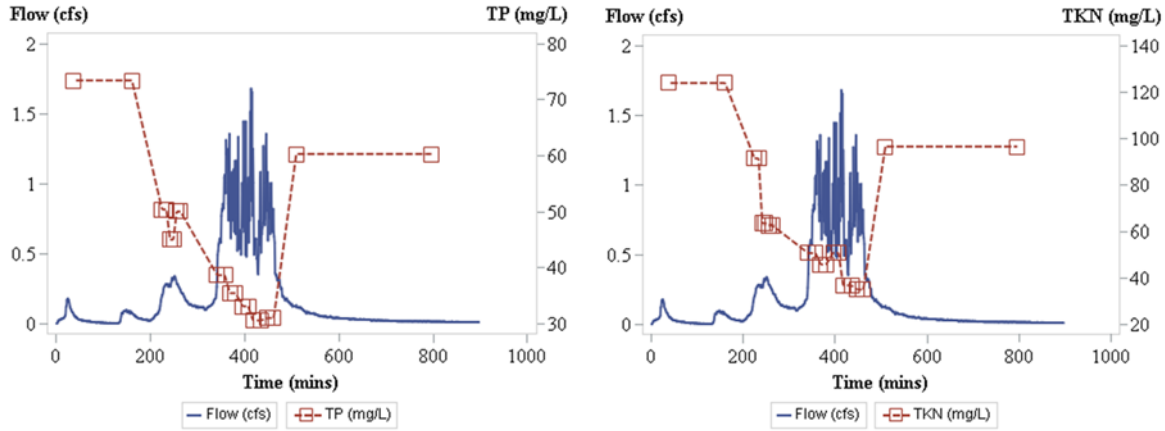 Flow (cfs) TP (mg/L)
2 80
1.5 70
60
1 50
0.5 40
0 30
0 200 400 600 800 1000
Time (mins)
Flow (cfs) TP (mg/L)
Flow (cfs) TKN (mg/L)
2 140
120
1.5 100
1 80
60
0.5 40
0 20
0 200 400 600 800 1000
Time (mins)
Flow (cfs) TKN (mg/L)